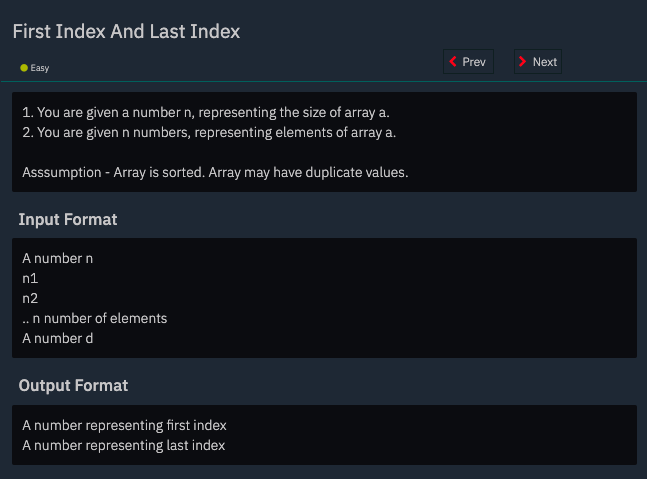 First Index And Last Index
Easy
Prev
Next
1. You are given a number n, representing the size of array a.
2. You are given n numbers, representing elements of array a.
Asssumption - Array is sorted. Array may have duplicate values.
Input Format
A number n
n1
n2
.. n number of elements
A number d
Output Format
A number representing first index
A number representing last index